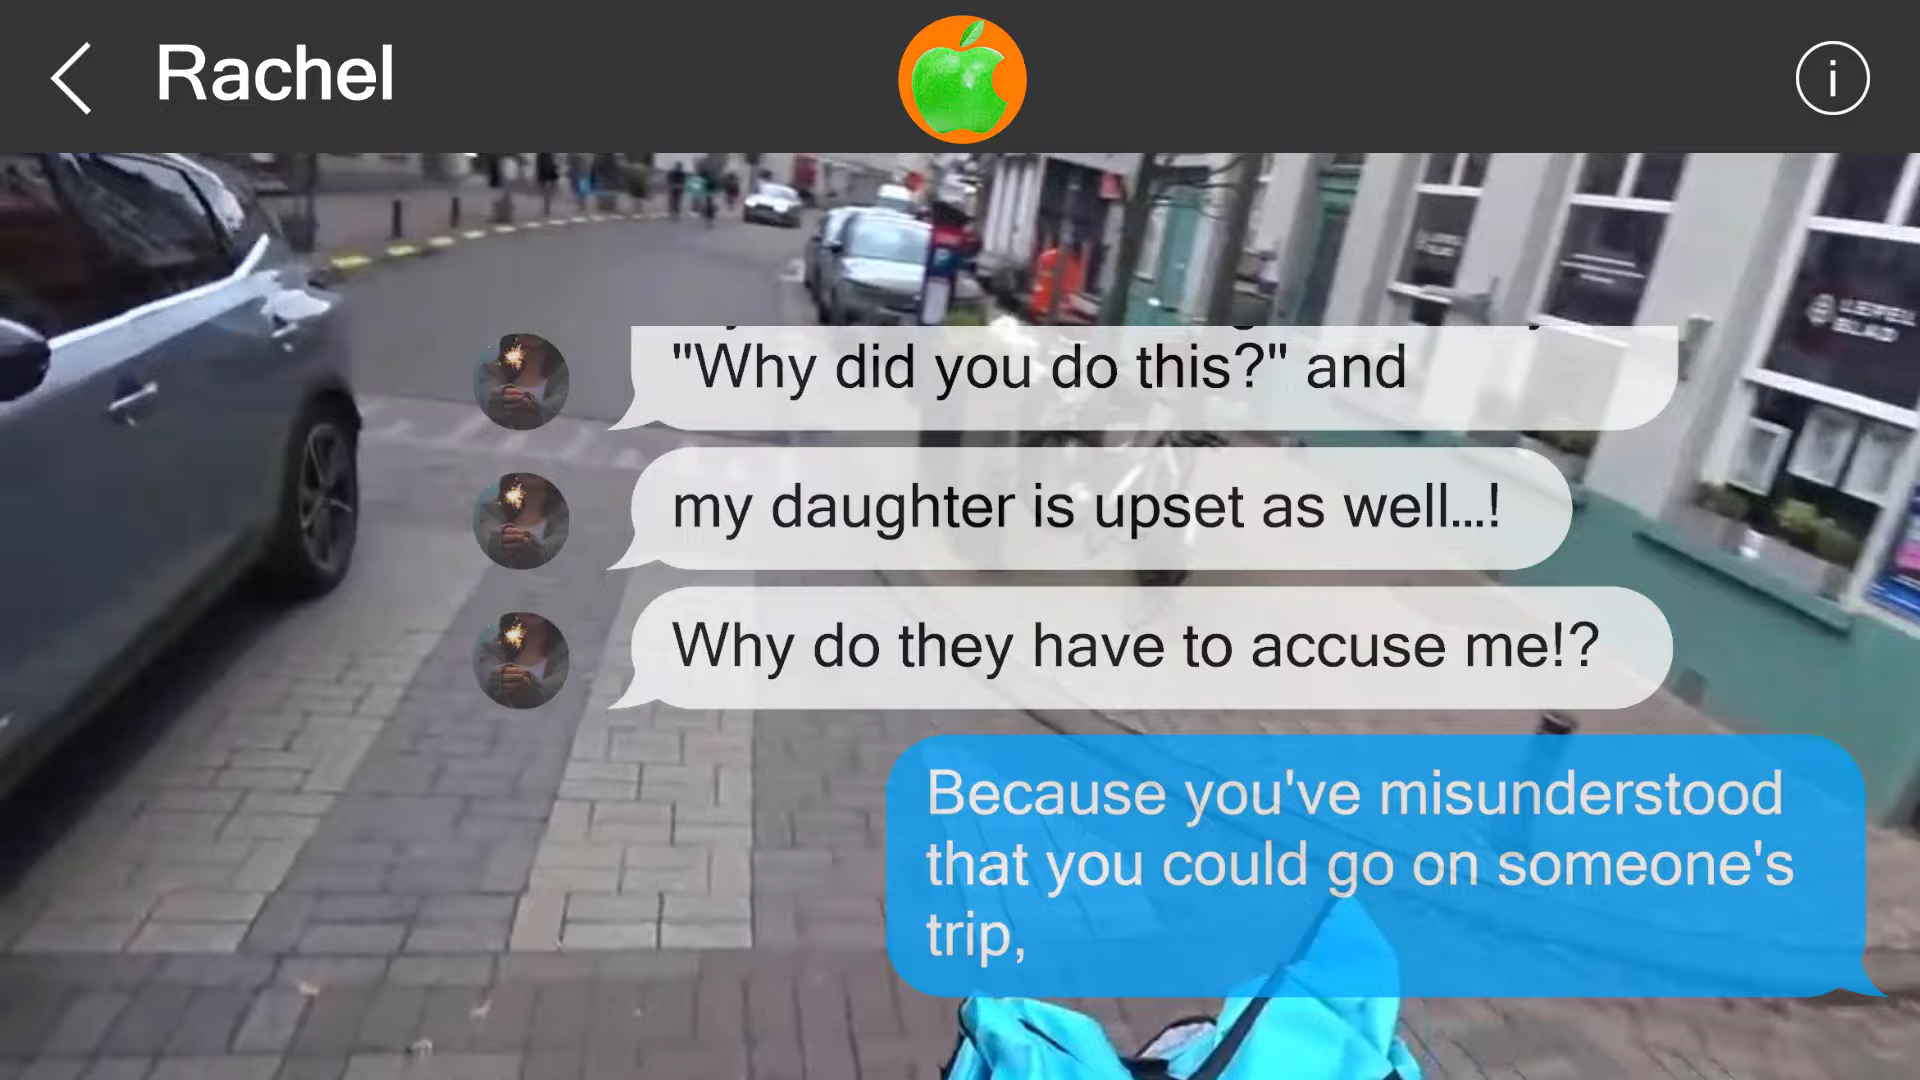 Rachel
"Why did you do this?" and
my daughter is upset as well...!
Why do they have to accuse me!?
Because you've misunderstood
that you could go on someone's
trip,